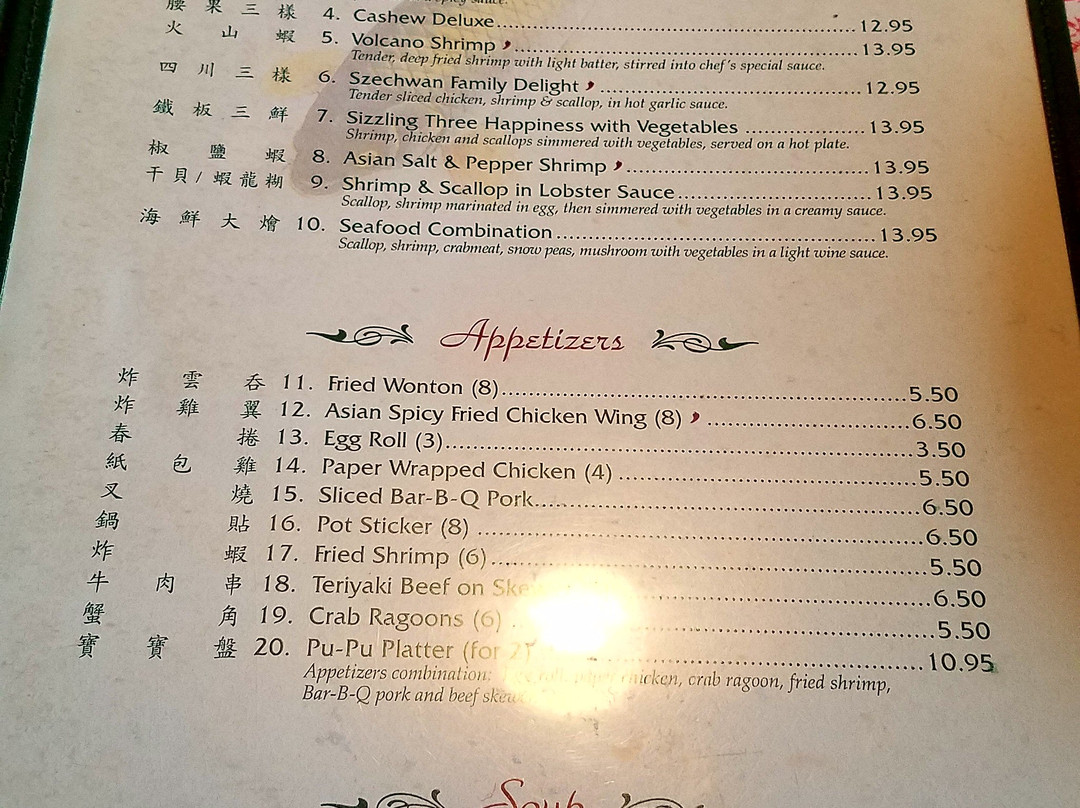 spicy sauce.
腰 果 三 樣 4. Cashew Deluxe 12.95
火 山 蝦 5. Volcano Shrimp 13.95
Tender, deep fried shrimp with light batter, stirred into chef's special sauce.
四 川 三 樣 6. Szechwan Family Delight 12.95
Tender sliced chicken, shrimp & scallop, in hot garlic sauce.
鐵 板 三 鮮 7. Sizzling Three Happiness with Vegetables 13.95
Shrimp, chicken and scallops simmered with vegetables, served on a hot plate.
椒 鹽 蝦 8. Asian Salt & Pepper Shrimp 13.95
干貝/蝦龍糊 9. Shrimp & Scallop in Lobster Sauce 13.95
Scallop, shrimp marinated in egg, then simmered with vegetables in a creamy sauce.
海 鮮 大 燴 10. Seafood Combination 13.95
Scallop, shrimp, crabmeat, snow peas, mushroom with vegetables in a light wine sauce.
Appetizers
炸 雲 吞 11. Fried Wonton (8) 5.50
炸 雞 翼 12. Asian Spicy Fried Chicken Wing (8) 6.50
春 捲 13. Egg Roll (3) 3.50
紙 包 雞 14. Paper Wrapped Chicken (4) 5.50
叉 燒 15. Sliced Bar-B-Q Pork 6.50
鍋 貼 16. Pot Sticker (8) 6.50
炸 蝦 17. Fried Shrimp (6) 5.50
牛 肉 串 18. Teriyaki Beef on 6.50
蟹 角 19. Crab Ragoons (6) 5.50
寶 寶 盤 20. Pu-Pu Platter (for 2) 10.95
Appetizers combination: chicken, crab ragoon, fried shrimp,
Bar-B-Q pork and beef
Soup